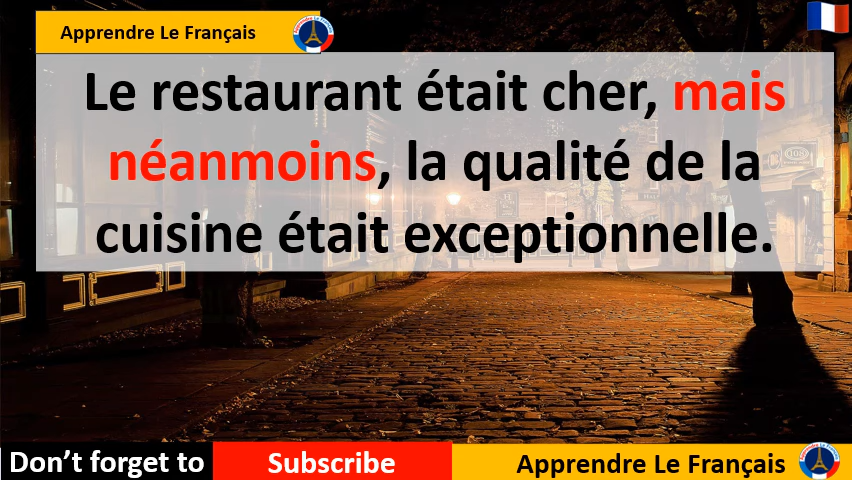 Apprendre Le Français
Le restaurant était cher, mais
néanmoins, la qualité de la
cuisine était exceptionnelle.
Don’t forget to
Subscribe
Apprendre Le Français